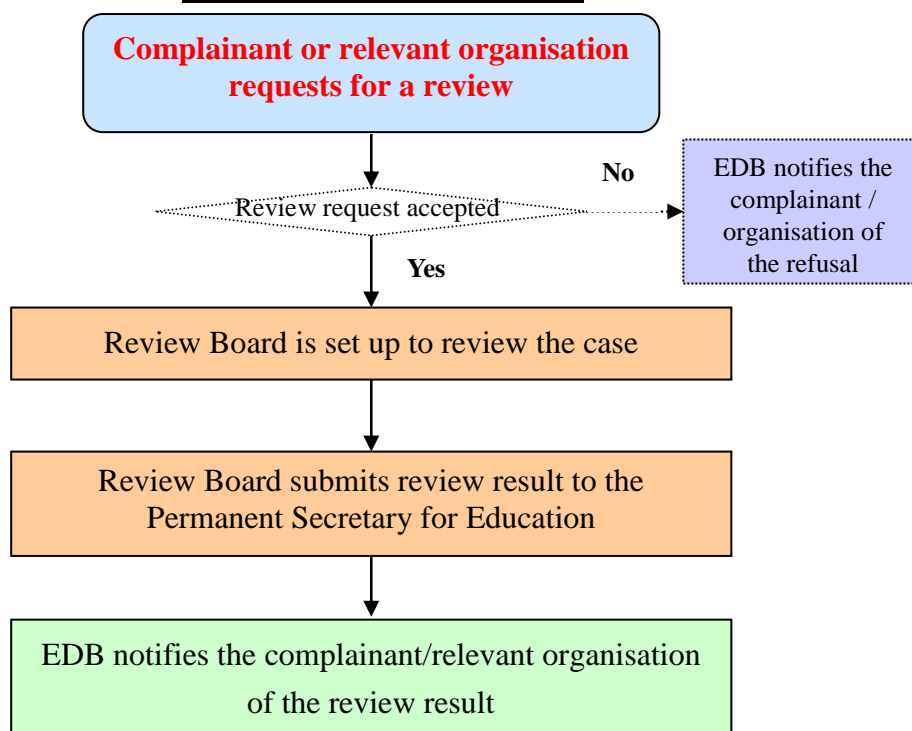 Complainant or relevant organisation
requests for a review
No
EDB notifies the
complainant /
organisation of
the refusal
Review request accepted
Yes
Review Board is set up to review the case
Review Board submits review result to the
Permanent Secretary for Education
EDB notifies the complainant/relevant organisation
of the review result